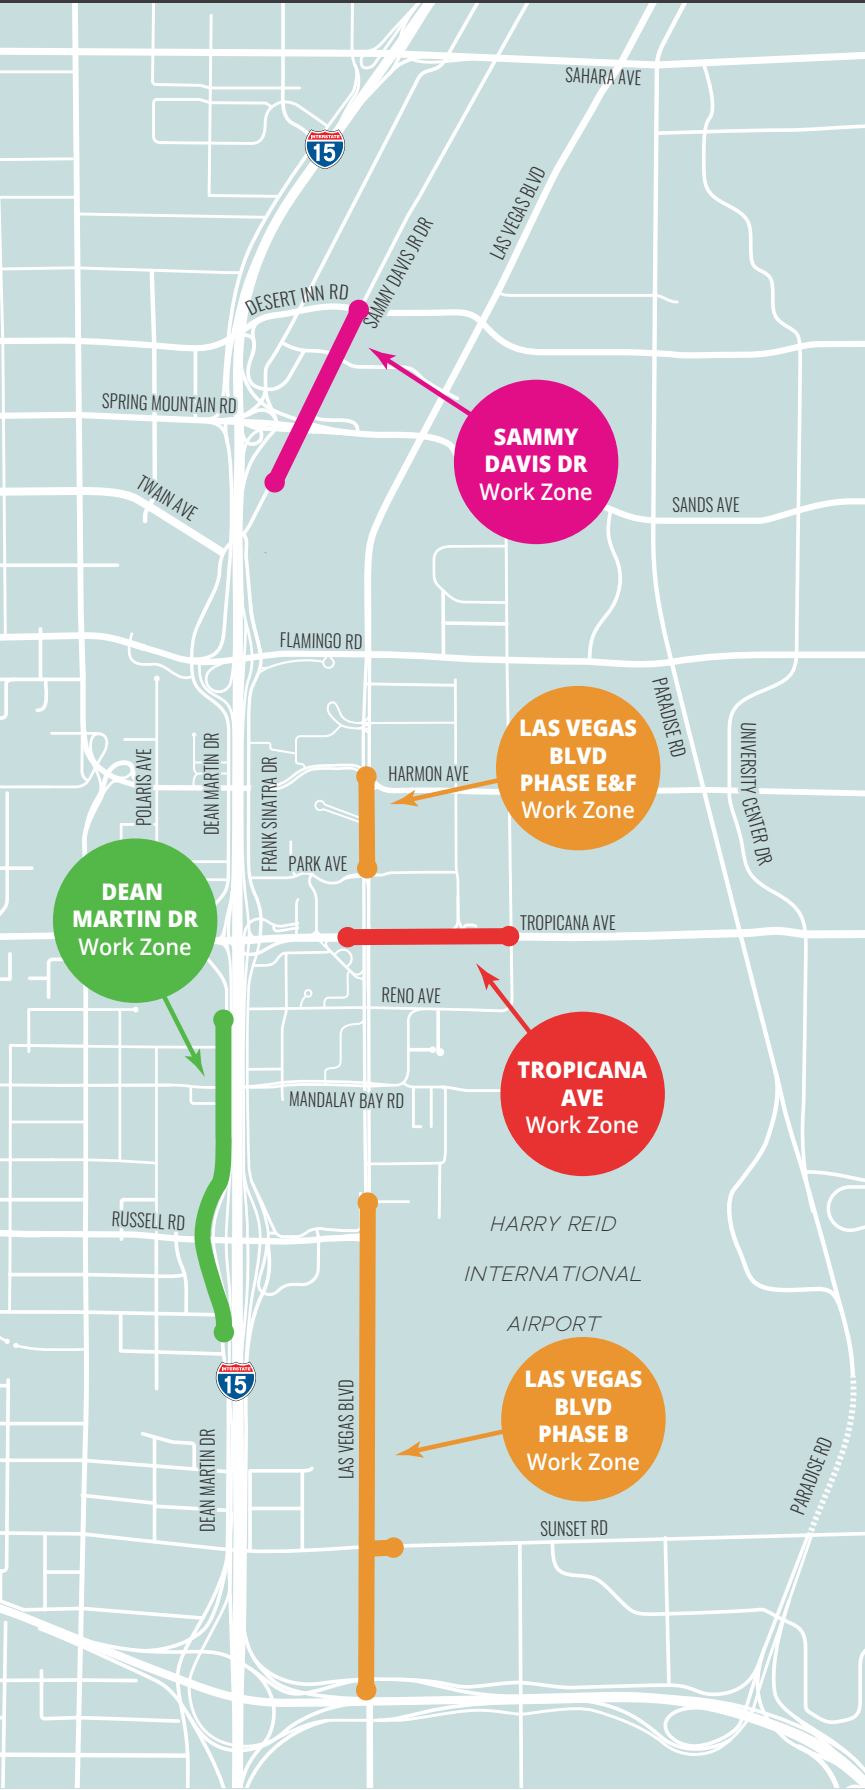 SAHARA AVE
INTERSTATE
15
LAS VEGAS BLVD
SAMMY DAVIS JR DR
DESERT INN RD
SPRING MOUNTAIN RD
SAMMY
DAVIS DR
Work Zone
TWAIN AVE
SANDS AVE
FLAMINGO RD
PARADISE RD
LAS VEGAS
BLVD
PHASE E&F
Work Zone
POLARIS AVE
DEAN MARTIN DR
FRANK SINATRA DR
HARMON AVE
UNIVERSITY CENTER DR
PARK AVE
DEAN
MARTIN DR
Work Zone
TROPICANA AVE
RENO AVE
TROPICANA
AVE
Work Zone
MANDALAY BAY RD
RUSSELL RD
HARRY REID
INTERNATIONAL
AIRPORT
INTERSTATE
15
LAS VEGAS
BLVD
PHASE B
Work Zone
LAS VEGAS BLVD
DEAN MARTIN DR
PARADISE RD
SUNSET RD